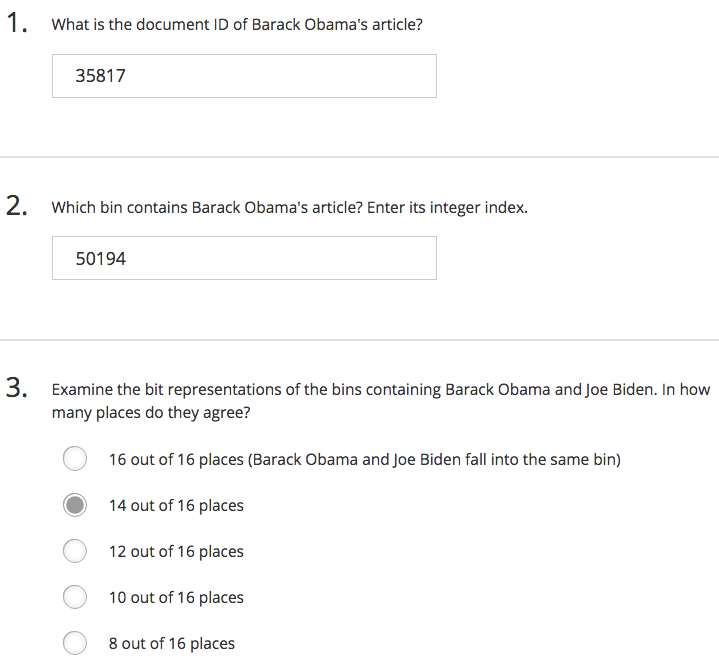 1. What is the document ID of Barack Obama's article?
35817
2. Which bin contains Barack Obama's article? Enter its integer index.
50194
3. Examine the bit representations of the bins containing Barack Obama and Joe Biden. In how
many places do they agree?
16 out of 16 places (Barack Obama and Joe Biden fall into the same bin)
14 out of 16 places
12 out of 16 places
10 out of 16 places
8 out of 16 places